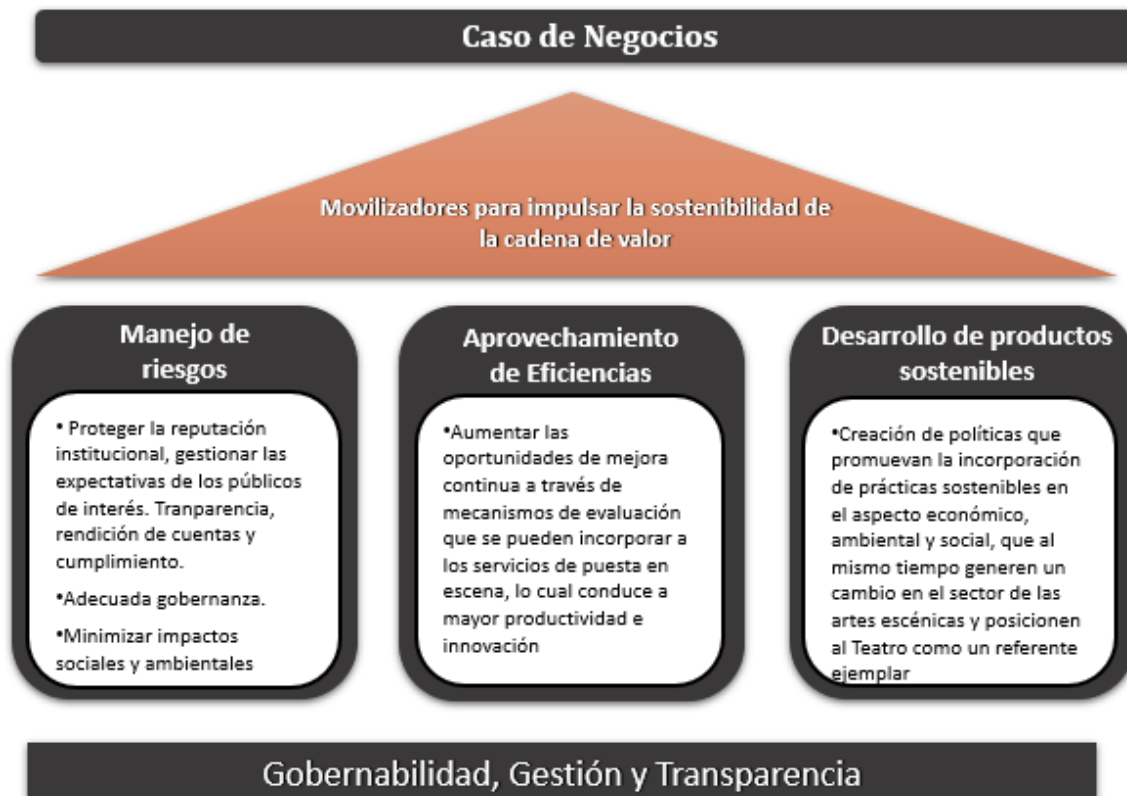 Caso de Negocios
Movilizadores para impulsar la sostenibilidad de
la cadena de valor
Manejo de
riesgos
• Proteger la reputación
institucional, gestionar las
expectativas de los públicos
de interés. Tranparencia,
rendición de cuentas y
cumplimiento.
•Adecuada gobernanza.
•Minimizar impactos
sociales y ambientales
Aprovechamiento
de Eficiencias
•Aumentar las
oportunidades de mejora
continua a través de
mecanismos de evaluación
que se pueden incorporar a
los servicios de puesta en
escena, lo cual conduce a
mayor productividad e
innovación
Desarrollo de productos
sostenibles
•Creación de políticas que
promuevan la incorporación
de prácticas sostenibles en
el aspecto económico,
ambiental y social, que al
mismo tiempo generen un
cambio en el sector de las
artes escénicas y posicionen
al Teatro como un referente
ejemplar
Gobernabilidad, Gestión y Transparencia